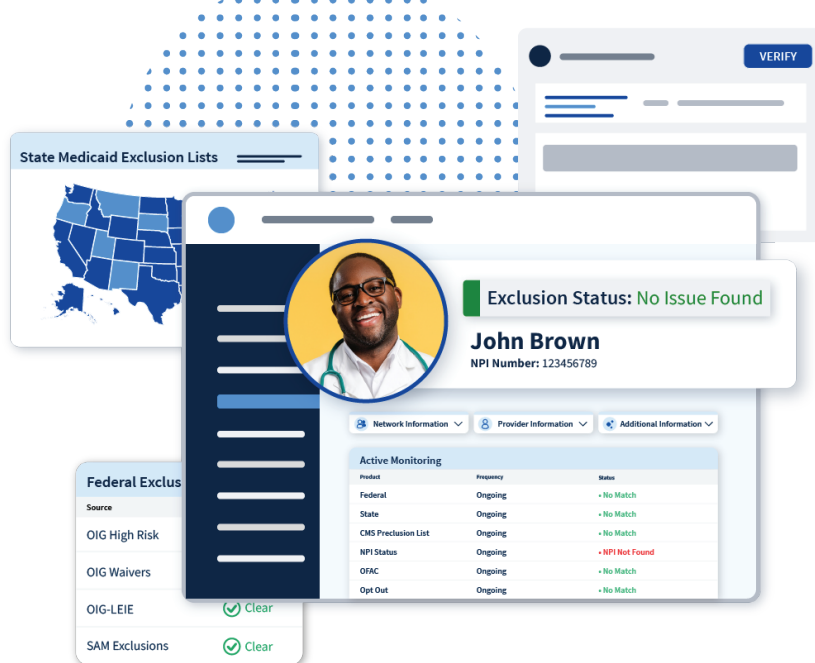 VERIFY
State Medicaid Exclusion Lists
Exclusion Status: No Issue Found
John Brown
NPI Number: 123456789
Network Information
Provider Information
Additional Information
Active Monitoring
Product Frequency Status
Federal Ongoing • No Match
State Ongoing • No Match
CMS Preclusion List Ongoing • No Match
NPI Status Ongoing • NPI Not Found
OFAC Ongoing • No Match
Opt Out Ongoing • No Match
Federal Exclus
Source
OIG High Risk
OIG Waivers
OIG-LEIE Clear
SAM Exclusions Clear